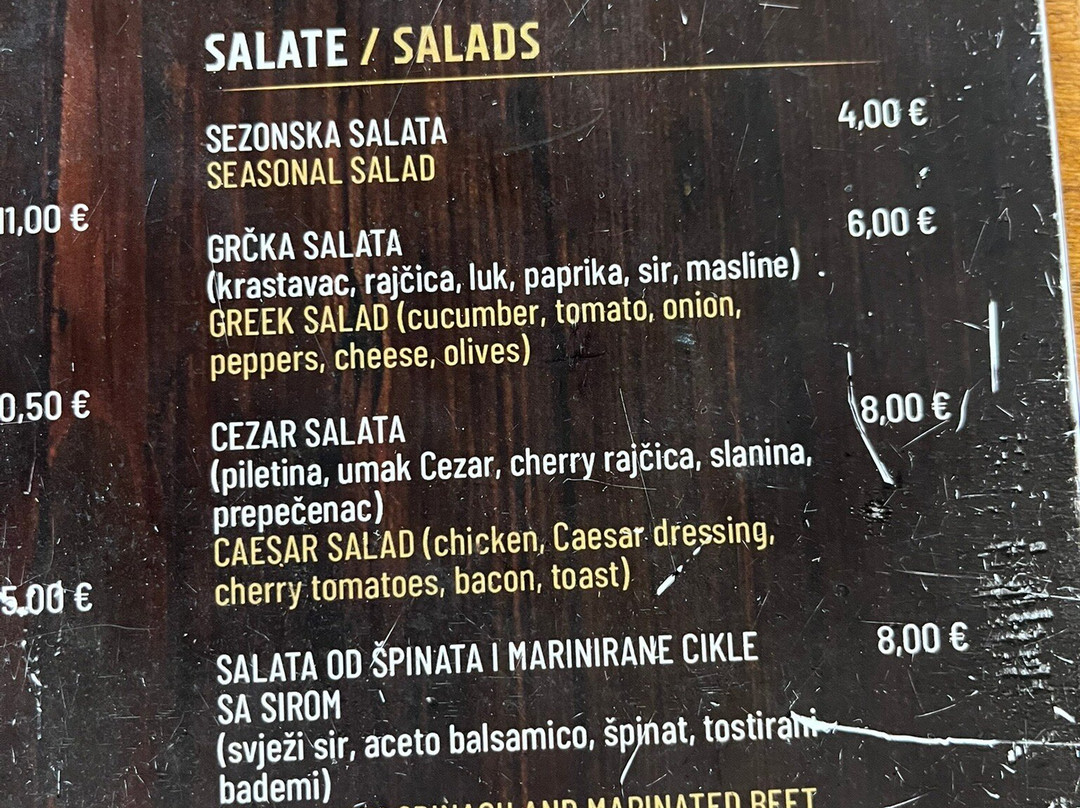 SALATE / SALADS
SEZONSKA SALATA 4,00 €
SEASONAL SALAD
11,00 €
GRČKA SALATA 6,00 €
(krastavac, rajčica, luk, paprika, sir, masline)
GREEK SALAD (cucumber, tomato, onion,
peppers, cheese, olives)
0,50 €
CEZAR SALATA 8,00 €
(piletina, umak Cezar, cherry rajčica, slanina,
prepečenac)
CAESAR SALAD (chicken, Caesar dressing,
cherry tomatoes, bacon, toast)
5,00 €
SALATA OD ŠPINATA I MARINIRANE CIKLE 8,00 €
SA SIROM
(svježi sir, aceto balsamico, špinat, tostirani
bademi)
AND MARINATED BEET